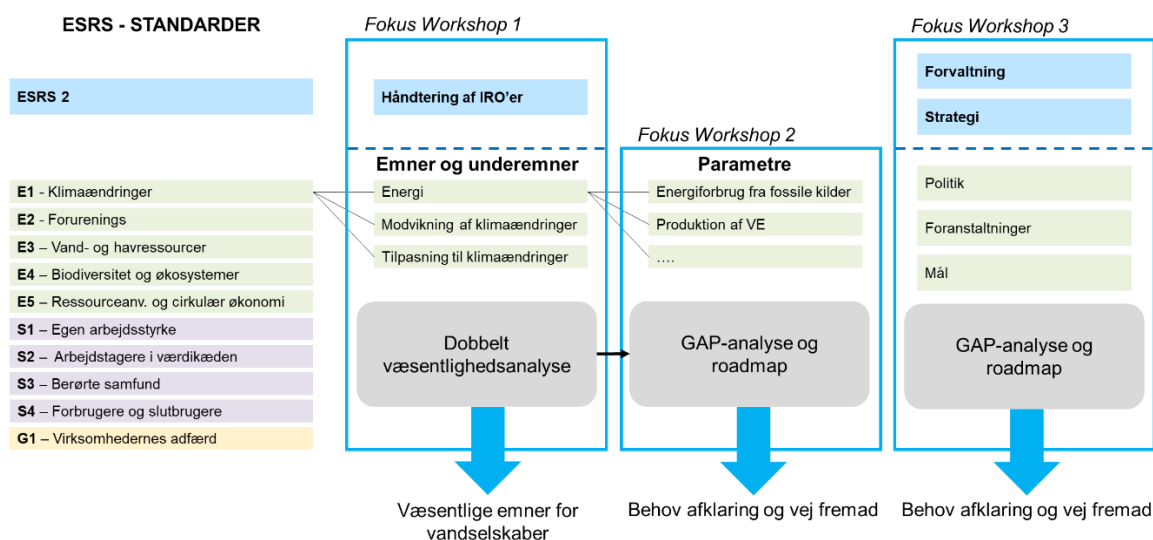 ESRS - STANDARDER
ESRS 2
E1 - Klimaændringer
E2 - Forurenings
E3 – Vand- og havressourcer
E4 – Biodiversitet og økosystemer
E5 – Ressourceanv. og cirkulær økonomi
S1 – Egen arbejdsstyrke
S2 – Arbejdstagere i værdikæden
S3 – Berørte samfund
S4 – Forbrugere og slutbrugere
G1 – Virksomhedernes adfærd
Fokus Workshop 1
Håndtering af IRO’er
Emner og underemner
Energi
Modvikning af klimaændringer
Tilpasning til klimaændringer
Dobbelt
væsentlighedsanalyse
Væsentlige emner for
vandselskaber
Fokus Workshop 2
Parametre
Energiforbrug fra fossile kilder
Produktion af VE
….
GAP-analyse og
roadmap
Behov afklaring og vej fremad
Fokus Workshop 3
Forvaltning
Strategi
Politik
Foranstaltninger
Mål
GAP-analyse og
roadmap
Behov afklaring og vej fremad